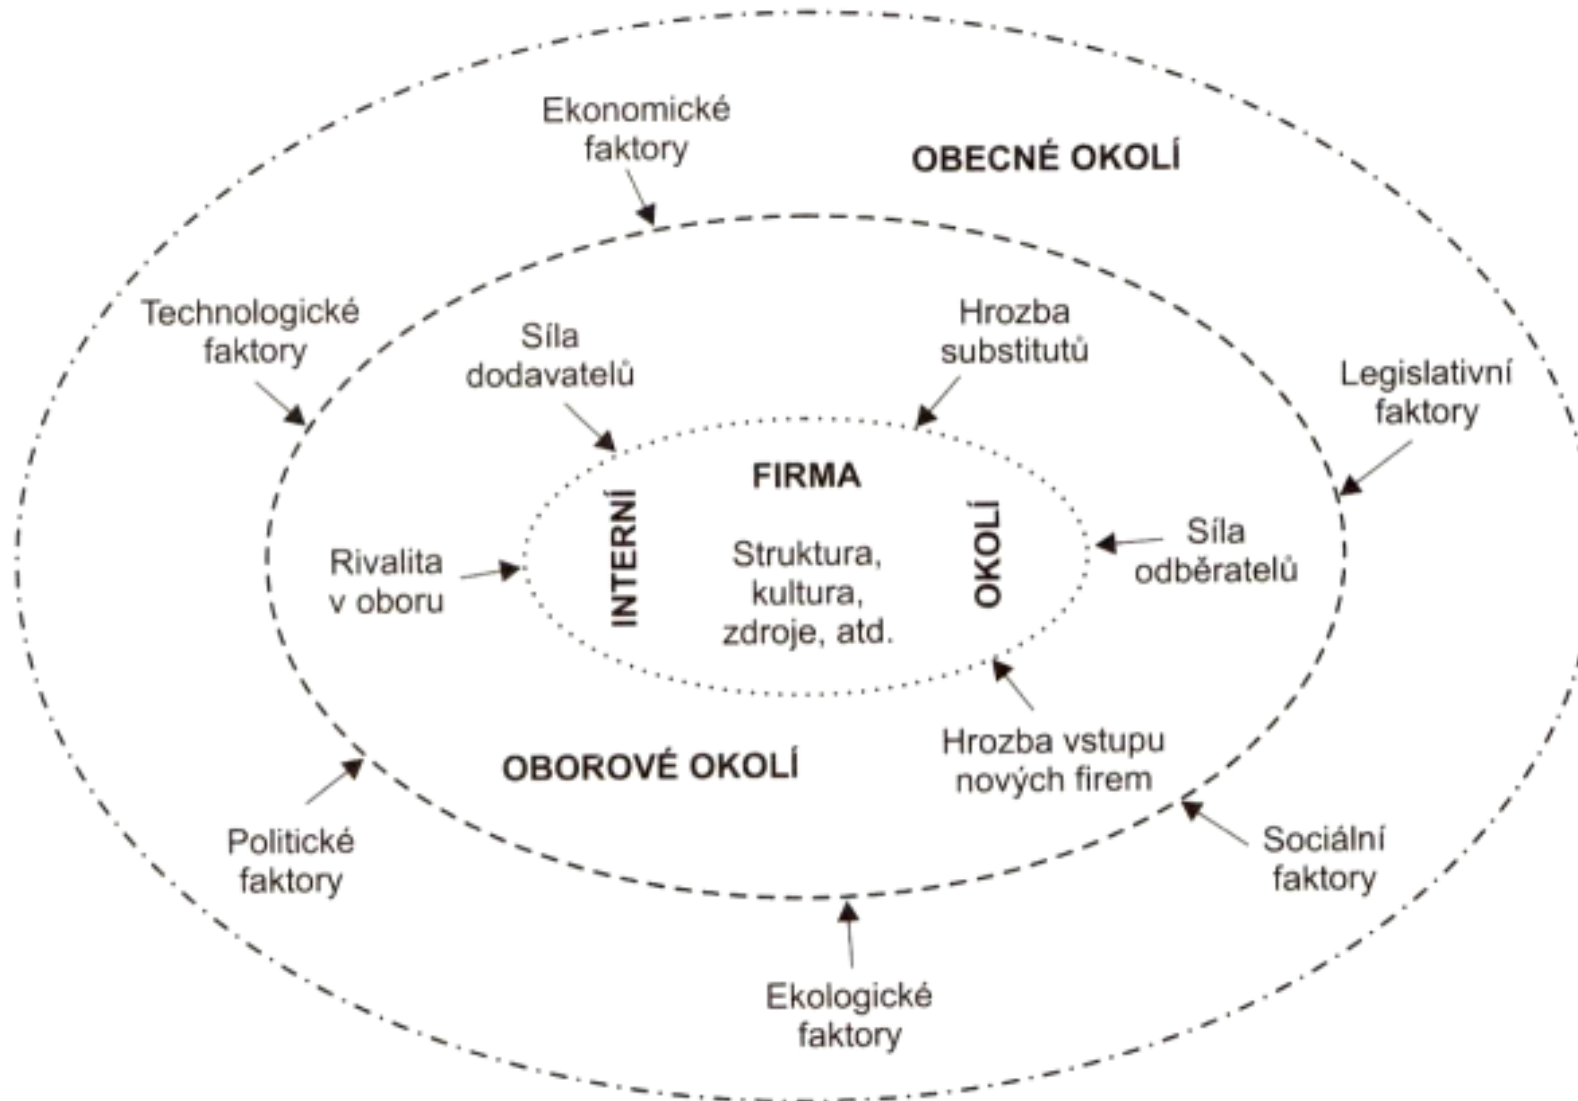 Ekonomické
faktory
OBECNÉ OKOLÍ
Technologické
faktory
Síla
dodavatelů
Hrozba
substitutů
Legislativní
faktory
FIRMA
INTERNÍ
OKOLÍ
Struktura,
kultura,
zdroje, atd.
Rivalita
v oboru
Síla
odběratelů
OBOROVÉ OKOLÍ
Hrozba vstupu
nových firem
Politické
faktory
Sociální
faktory
Ekologické
faktory